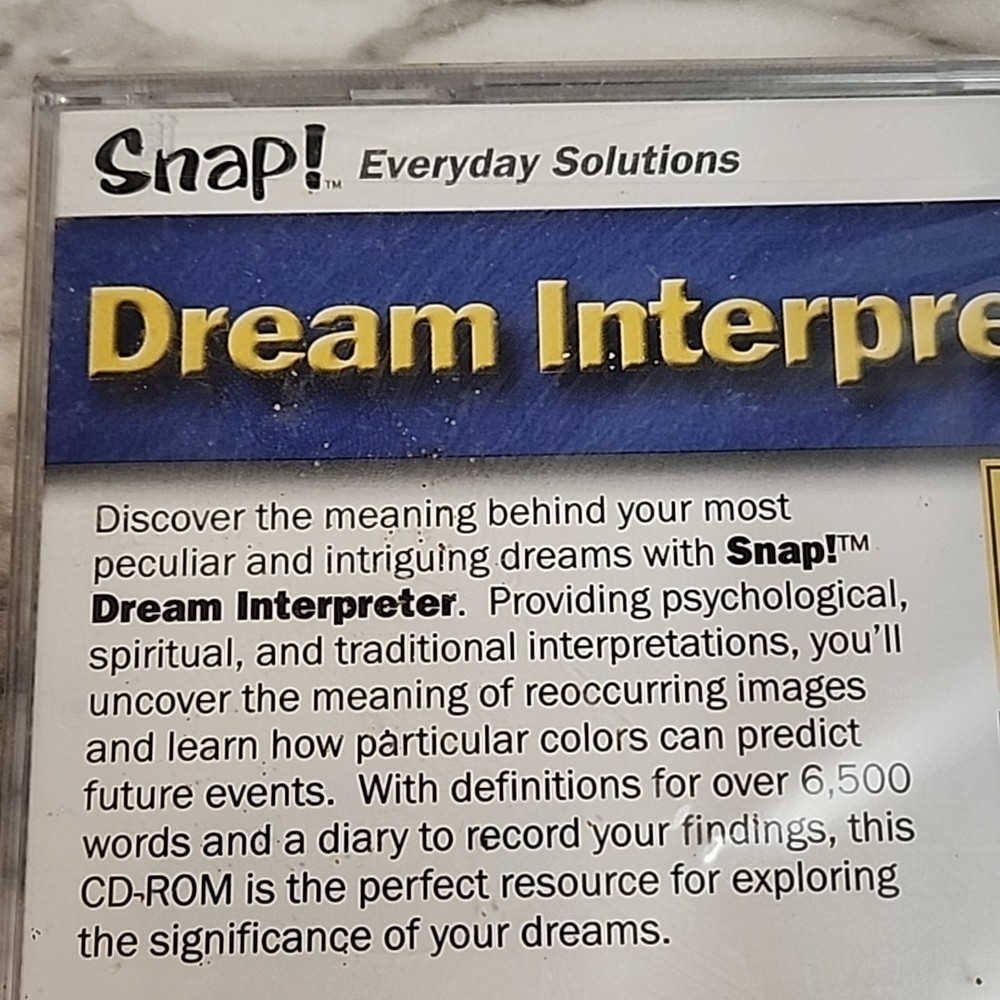 Snap!™ Everyday Solutions
Dream Interpre
Discover the meaning behind your most
peculiar and intriguing dreams with Snap!™
Dream Interpreter. Providing psychological,
spiritual, and traditional interpretations, you'll
uncover the meaning of reoccurring images
and learn how particular colors can predict
future events. With definitions for over 6,500
words and a diary to record your findings, this
CD-ROM is the perfect resource for exploring
the significance of your dreams.